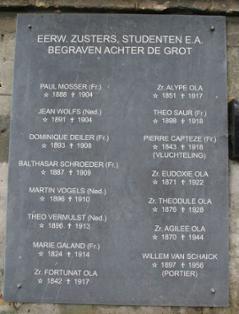 EERW. ZUSTERS, STUDENTEN E.A.
BEGRAVEN ACHTER DE GROT
PAUL MOSSER (Fr.)
☆ 1888 ✝ 1904
JEAN WOLFS (Ned.)
☆ 1891 ✝ 1904
DOMINIQUE DEILER (Fr.)
☆ 1893 ✝ 1908
BALTHASAR SCHROEDER (Fr.)
☆ 1887 ✝ 1909
MARTIN VOGELS (Ned.)
☆ 1896 ✝ 1910
THEO VERMULST (Ned.)
☆ 1896 ✝ 1913
MARIE GALAND (Fr.)
☆ 1824 ✝ 1914
Zr. FORTUNAT OLA
☆ 1842 ✝ 1917
Zr. ALYPE OLA
☆ 1851 ✝ 1917
THEO SAUR (Fr.)
☆ 1898 ✝ 1918
PIERRE CAPTEZE (Fr.)
☆ 1843 ✝ 1918
(VLUCHTELING)
Zr. EUDOXIE OLA
☆ 1871 ✝ 1922
Zr. THEODULE OLA
☆ 1876 ✝ 1928
Zr. AGILEE OLA
☆ 1870 ✝ 1944
WILLEM VAN SCHAICK
☆ 1897 ✝ 1956
(PORTIER)